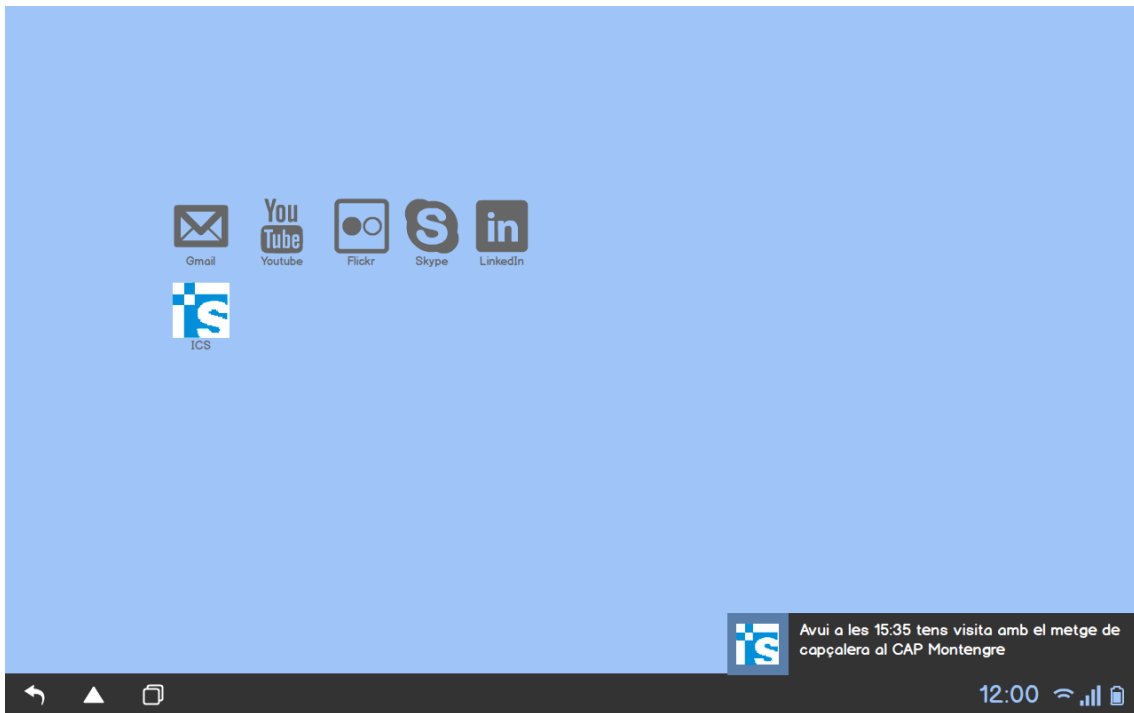 You
Tube
S
in
Gmail Youtube Flickr Skype LinkedIn
is
ICS
is
Avui a les 15:35 tens visita amb el metge de
capçalera al CAP Montengre
12:00